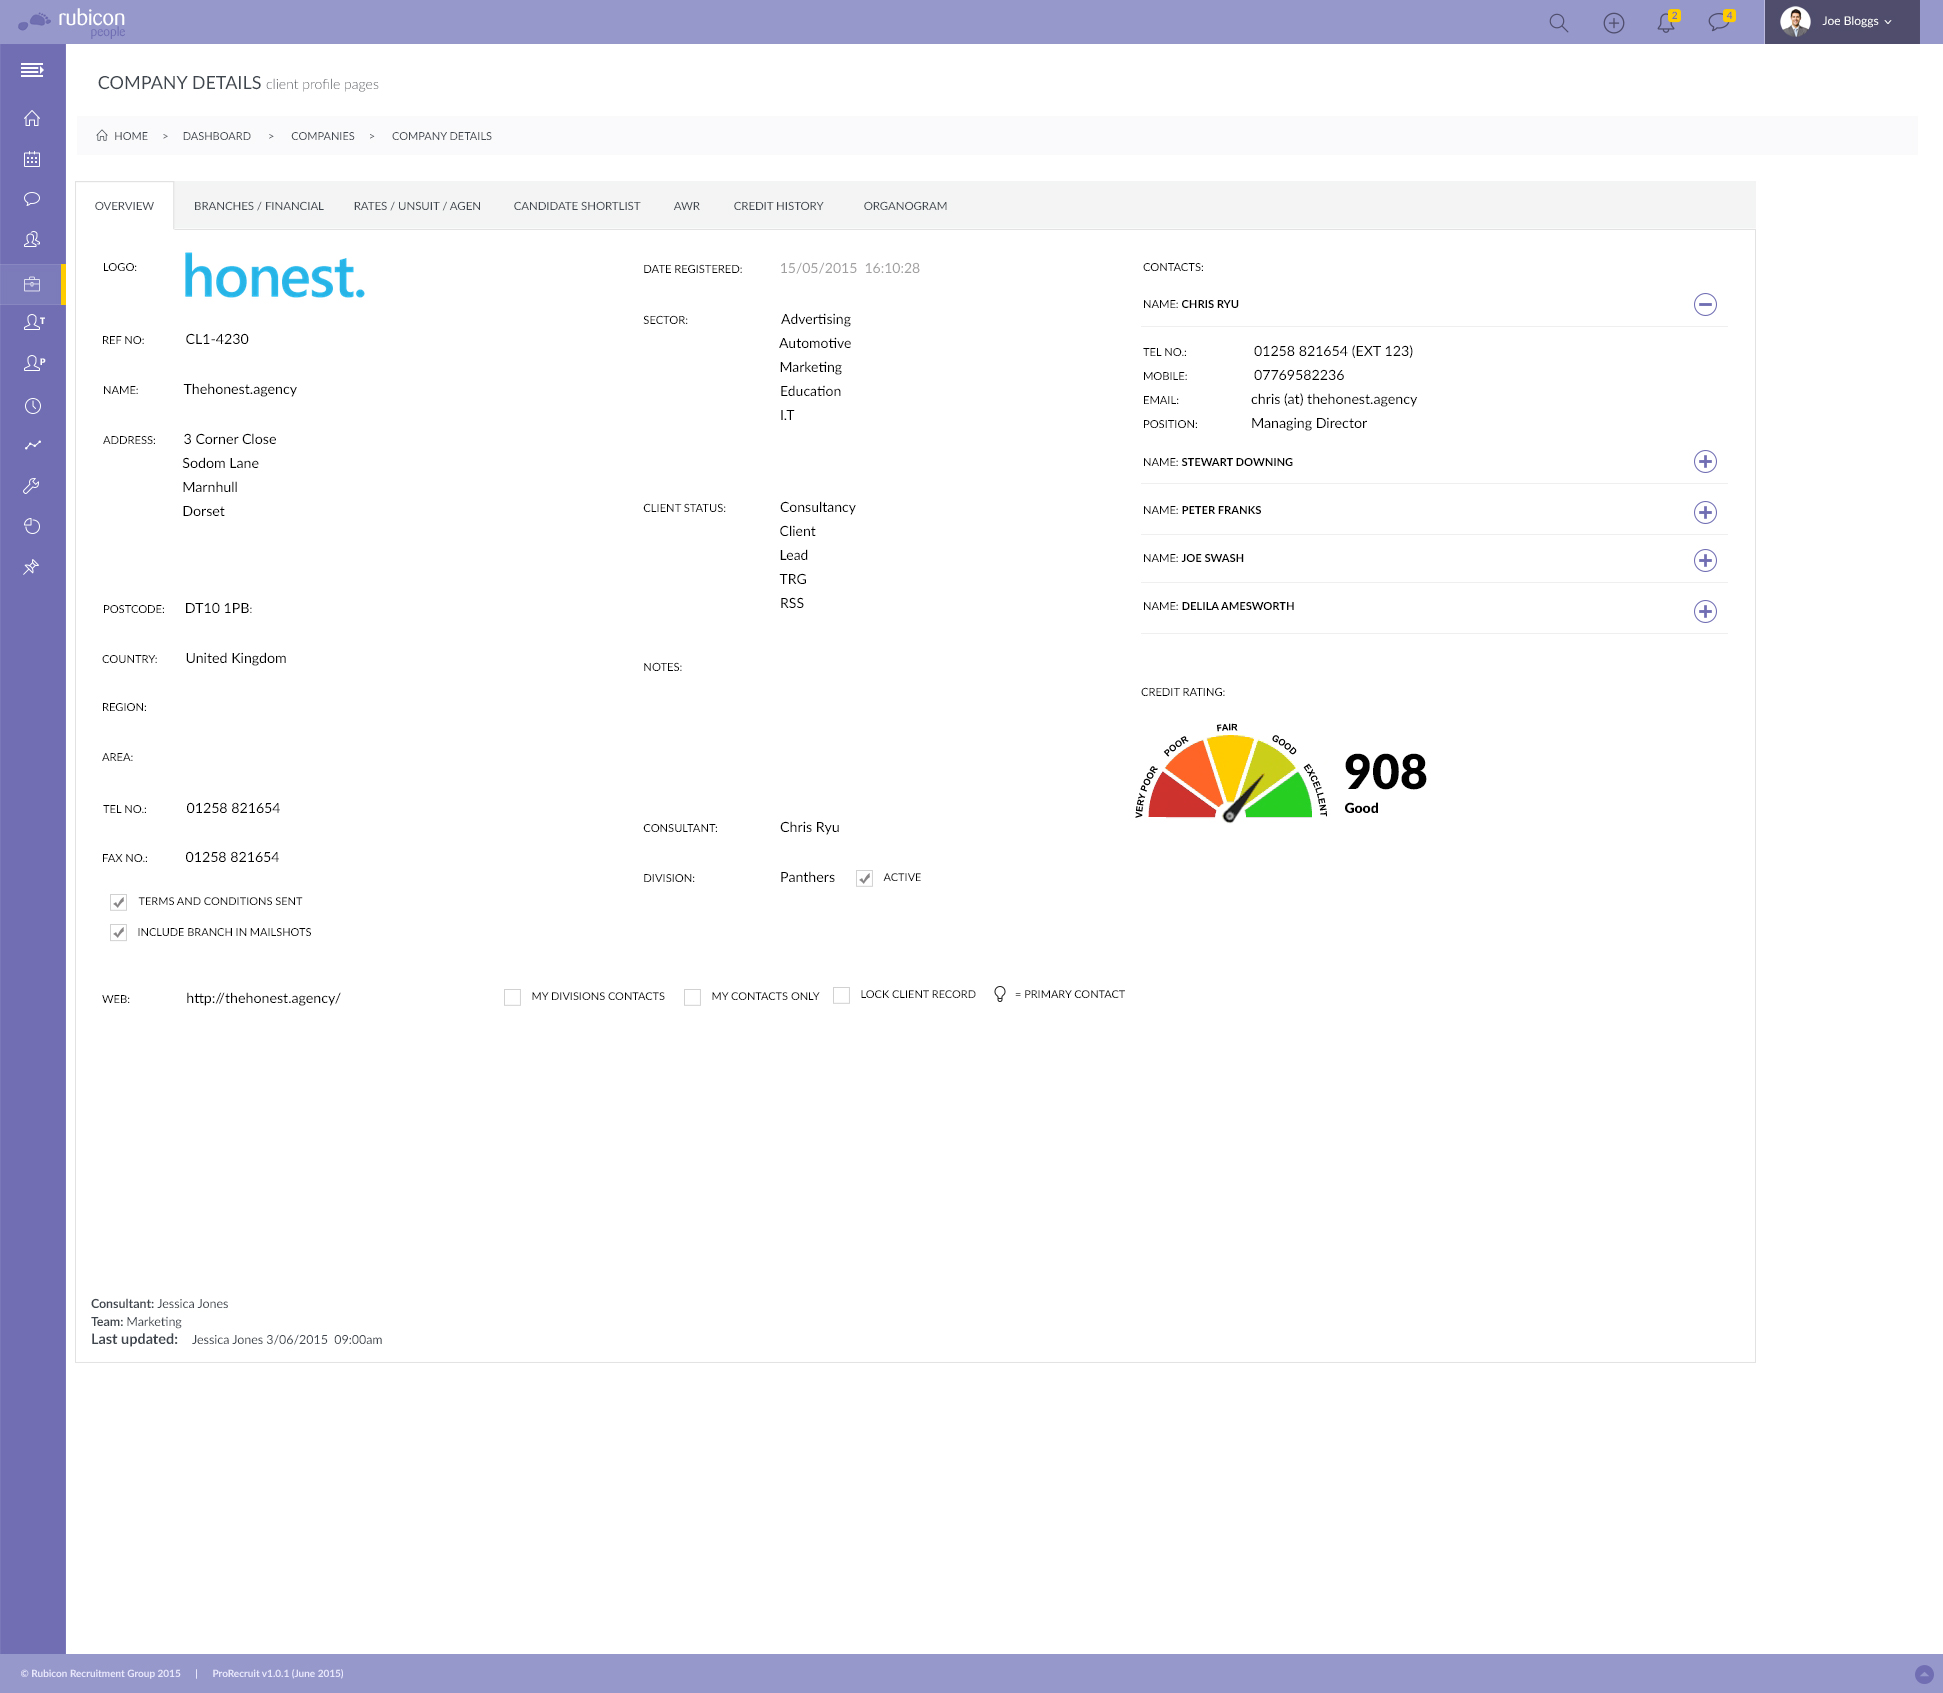 rubicon
people
2
4
Joe Bloggs
COMPANY DETAILS client profile pages
HOME > DASHBOARD > COMPANIES > COMPANY DETAILS
OVERVIEW
BRANCHES / FINANCIAL
RATES / UNSUIT / AGEN
CANDIDATE SHORTLIST
AWR
CREDIT HISTORY
ORGANOGRAM
LOGO: honest.
REF NO: CL1-4230
NAME: Thehonest.agency
ADDRESS: 3 Corner Close
Sodom Lane
Marnhull
Dorset
POSTCODE: DT10 1PB:
COUNTRY: United Kingdom
REGION:
AREA:
TEL NO.: 01258 821654
FAX NO.: 01258 821654
TERMS AND CONDITIONS SENT
INCLUDE BRANCH IN MAILSHOTS
WEB: http://thehonest.agency/
DATE REGISTERED: 15/05/2015 16:10:28
SECTOR: Advertising
Automotive
Marketing
Education
I.T
CLIENT STATUS: Consultancy
Client
Lead
TRG
RSS
NOTES:
CONSULTANT: Chris Ryu
DIVISION: Panthers ACTIVE
MY DIVISIONS CONTACTS
MY CONTACTS ONLY
LOCK CLIENT RECORD
= PRIMARY CONTACT
CONTACTS:
NAME: CHRIS RYU
TEL NO.: 01258 821654 (EXT 123)
MOBILE: 07769582236
EMAIL: chris (at) thehonest.agency
POSITION: Managing Director
NAME: STEWART DOWNING
NAME: PETER FRANKS
NAME: JOE SWASH
NAME: DELILA AMESWORTH
CREDIT RATING:
VERY POOR
POOR
FAIR
GOOD
EXCELLENT
908
Good
Consultant: Jessica Jones
Team: Marketing
Last updated: Jessica Jones 3/06/2015 09:00am
© Rubicon Recruitment Group 2015 | ProRecruit v1.0.1 (June 2015)
T
P